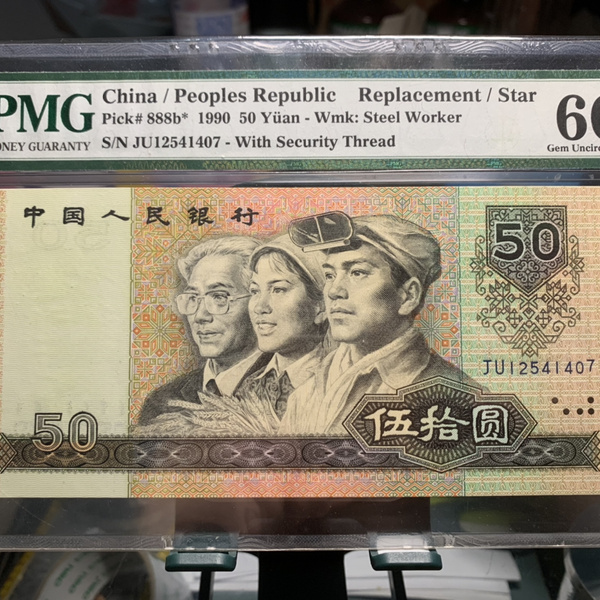 PMG
MONEY GUARANTY
China / Peoples Republic Replacement / Star
Pick# 888b* 1990 50 Yüan - Wmk: Steel Worker
S/N JU12541407 - With Security Thread
66
Gem Uncirc
中国人民银行
50
JU12541407
50
伍拾圆